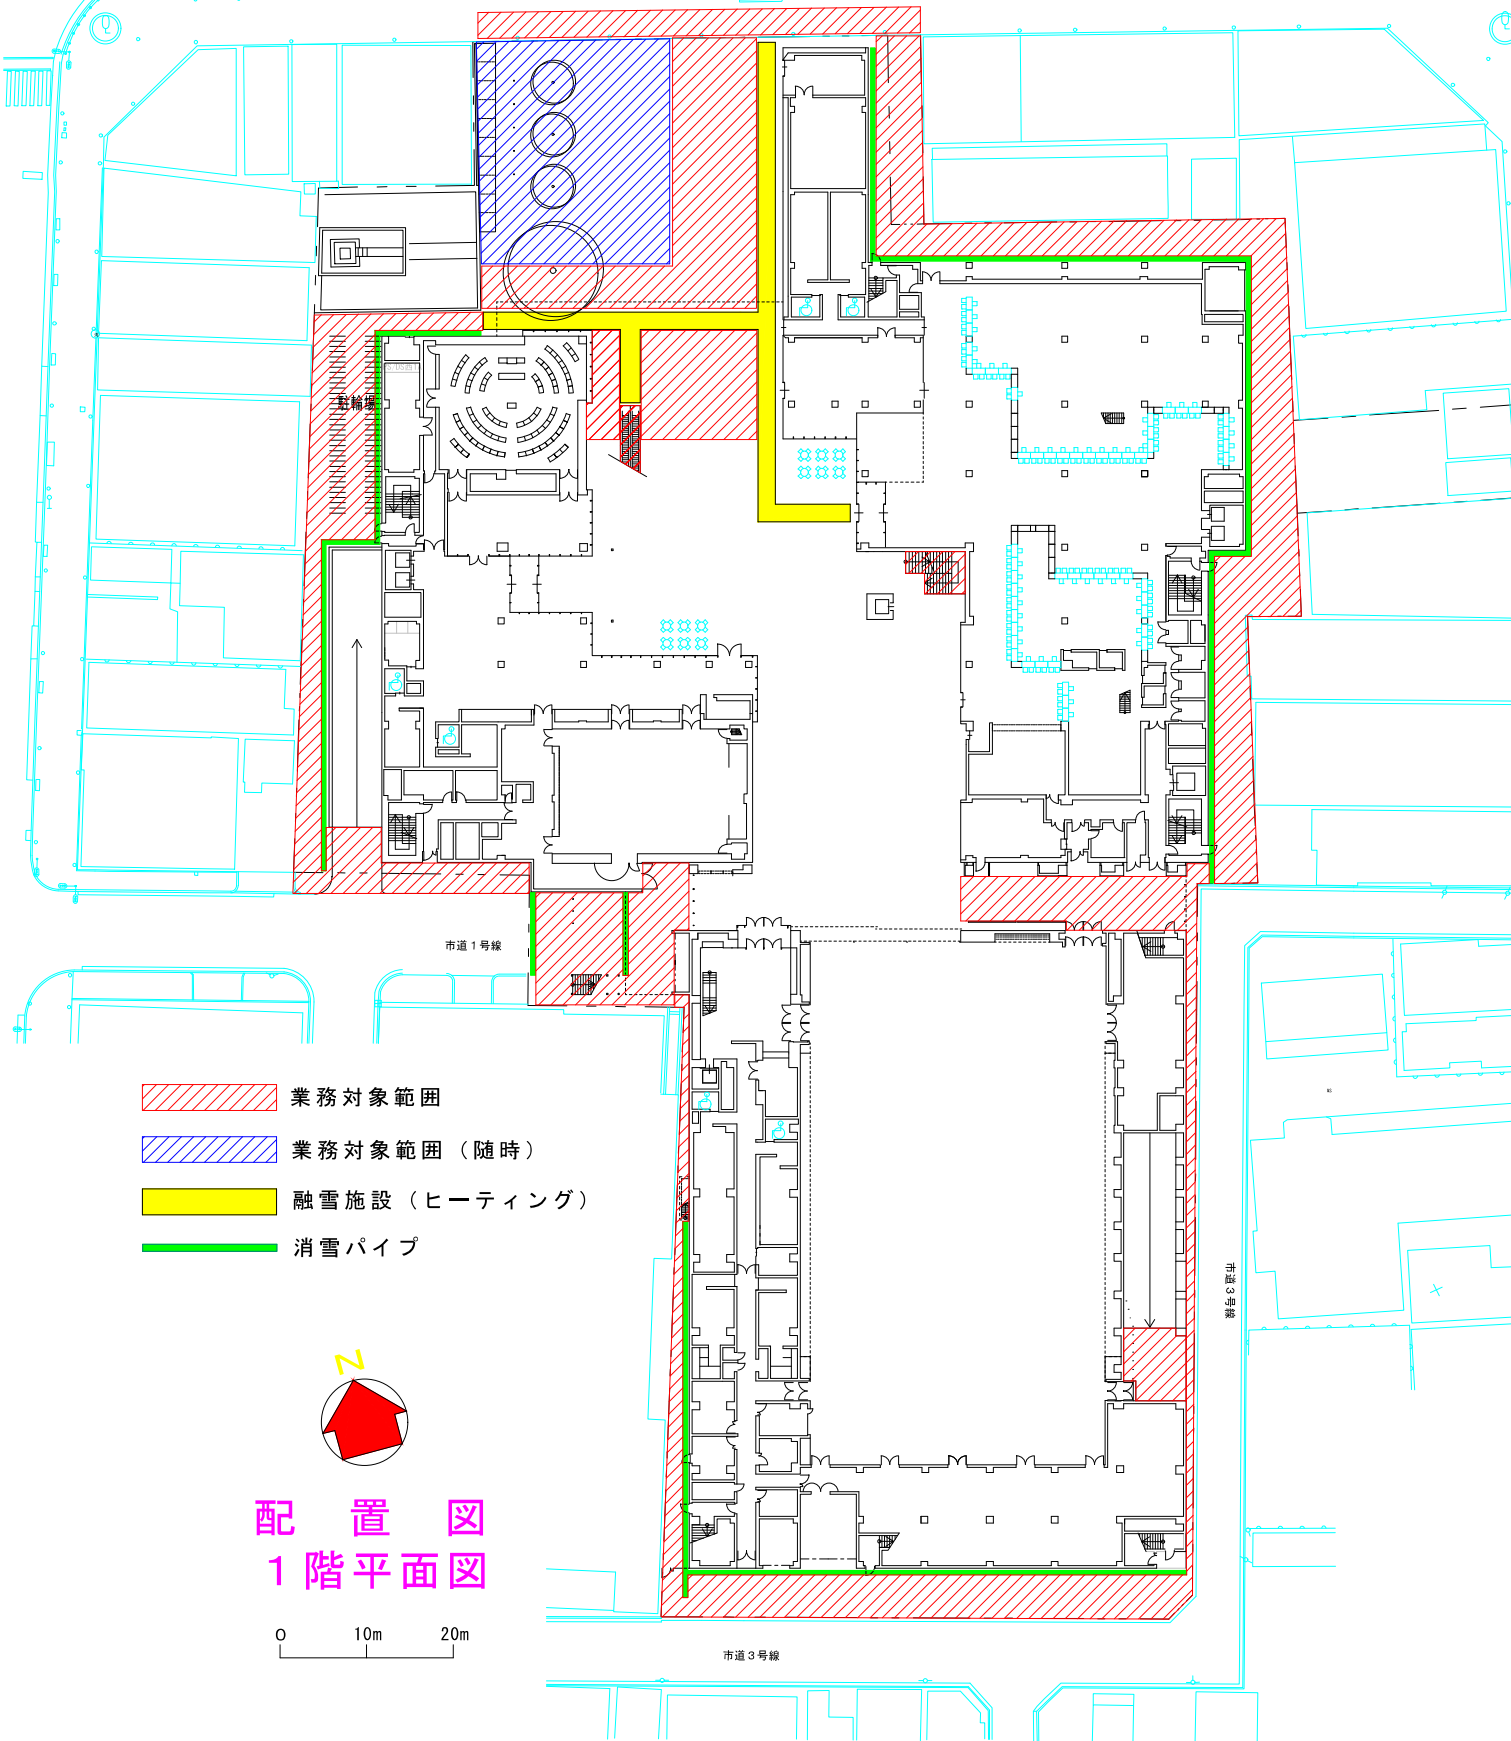 駐輪場
市道1号線
業務対象範囲
業務対象範囲（随時）
融雪施設（ヒーティング）
消雪パイプ
市道3号線
N
配置図
1階平面図
0 10m 20m
市道3号線